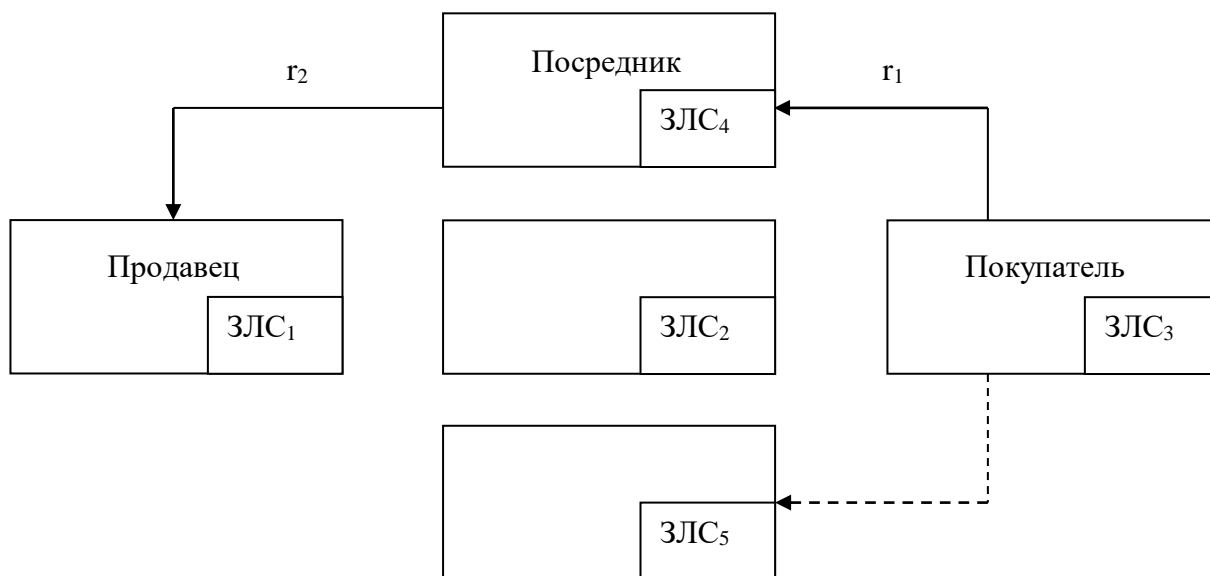 Посредник
r₂
r₁
ЗЛС₄
Продавец
Покупатель
ЗЛС₁
ЗЛС₂
ЗЛС₃
ЗЛС₅